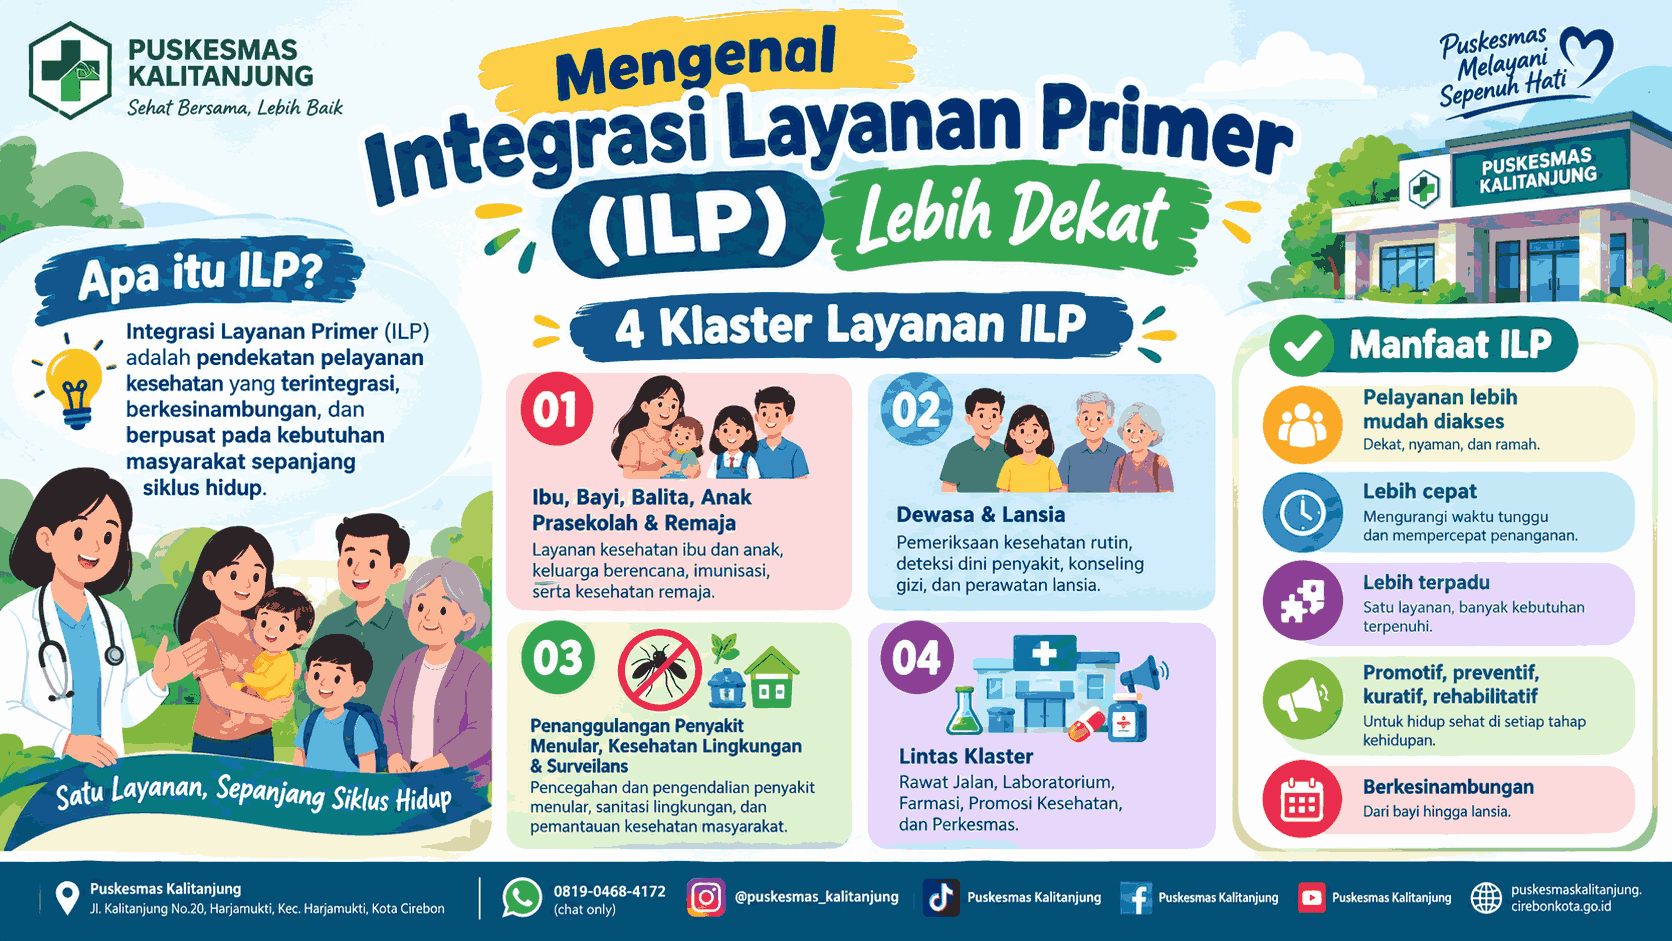 PUSKESMAS
KALITANJUNG
Sehat Bersama, Lebih Baik
Mengenal
Integrasi Layanan Primer
(ILP) Lebih Dekat
Puskesmas
Melayani
Sepenuh Hati
PUSKESMAS
KALITANJUNG
Apa itu ILP?
Integrasi Layanan Primer (ILP)
adalah pendekatan pelayanan
kesehatan yang terintegrasi,
berkesinambungan, dan
berpusat pada kebutuhan
masyarakat sepanjang
siklus hidup.
Satu Layanan, Sepanjang Siklus Hidup
4 Klaster Layanan ILP
01
Ibu, Bayi, Balita, Anak
Prasekolah & Remaja
Layanan kesehatan ibu dan anak,
keluarga berencana, imunisasi,
serta kesehatan remaja.
02
Dewasa & Lansia
Pemeriksaan kesehatan rutin,
deteksi dini penyakit, konseling
gizi, dan perawatan lansia.
03
Penanggulangan Penyakit
Menular, Kesehatan Lingkungan
& Surveilans
Pencegahan dan pengendalian penyakit
menular, sanitasi lingkungan, dan
pemantauan kesehatan masyarakat.
04
Lintas Klaster
Rawat Jalan, Laboratorium,
Farmasi, Promosi Kesehatan,
dan Perkesmas.
Manfaat ILP
Pelayanan lebih
mudah diakses
Dekat, nyaman, dan ramah.
Lebih cepat
Mengurangi waktu tunggu
dan mempercepat penanganan.
Lebih terpadu
Satu layanan, banyak kebutuhan
terpenuhi.
Promotif, preventif,
kuratif, rehabilitatif
Untuk hidup sehat di setiap tahap
kehidupan.
Berkesinambungan
Dari bayi hingga lansia.
Puskesmas Kalitanjung
Jl. Kalitanjung No.20, Harjamukti, Kec. Harjamukti, Kota Cirebon
0819-0468-4172
(chat only)
@puskesmas_kalitanjung
Puskesmas Kalitanjung
Puskesmas Kalitanjung
Puskesmas Kalitanjung
puskesmaskalitanjung.
cirebonkota.go.id